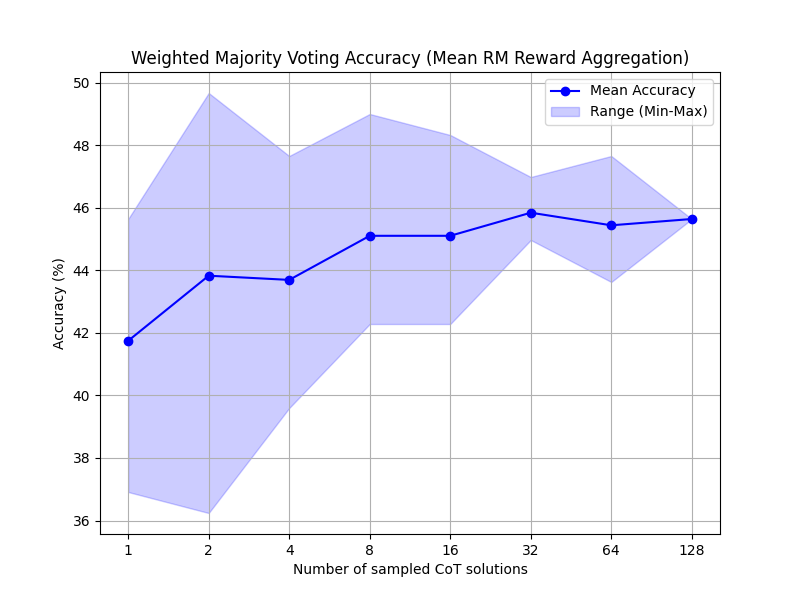 Weighted Majority Voting Accuracy (Mean RM Reward Aggregation)
Mean Accuracy
Range (Min-Max)
Accuracy (%)
50
48
46
44
42
40
38
36
1 2 4 8 16 32 64 128
Number of sampled CoT solutions